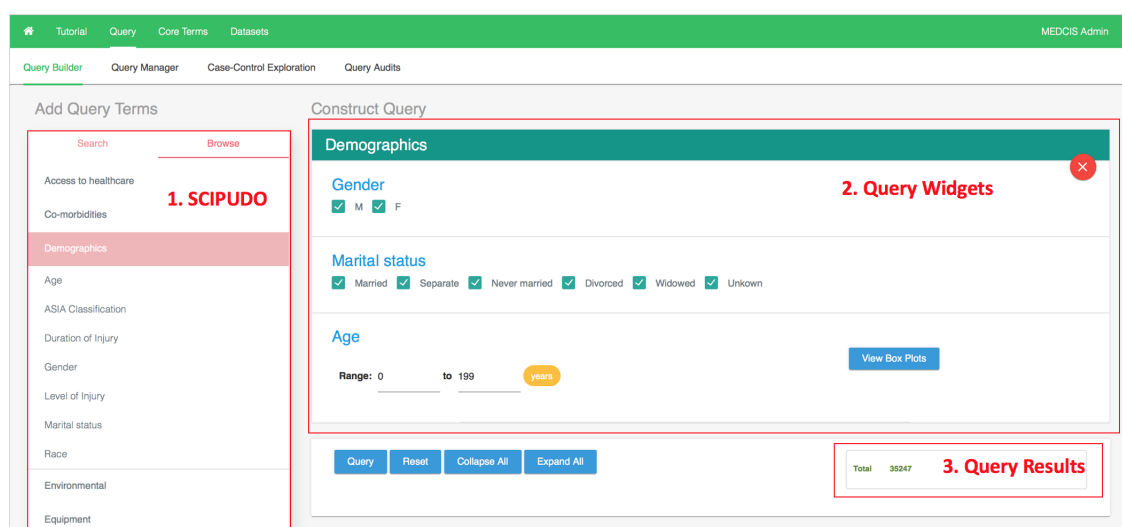 Tutorial Query Core Terms Datasets MEDCIS Admin
Query Builder Query Manager Case-Control Exploration Query Audits
Add Query Terms
Search Browse
Access to healthcare
1. SCIPUDO
Co-morbidities
Demographics
Age
ASIA Classification
Duration of Injury
Gender
Level of Injury
Marital status
Race
Environmental
Equipment
Construct Query
Demographics
Gender
2. Query Widgets
M F
Marital status
Married Separate Never married Divorced Widowed Unkown
Age
View Box Plots
Range: 0 to 199 years
Query Reset Collapse All Expand All
Total 35247 3. Query Results